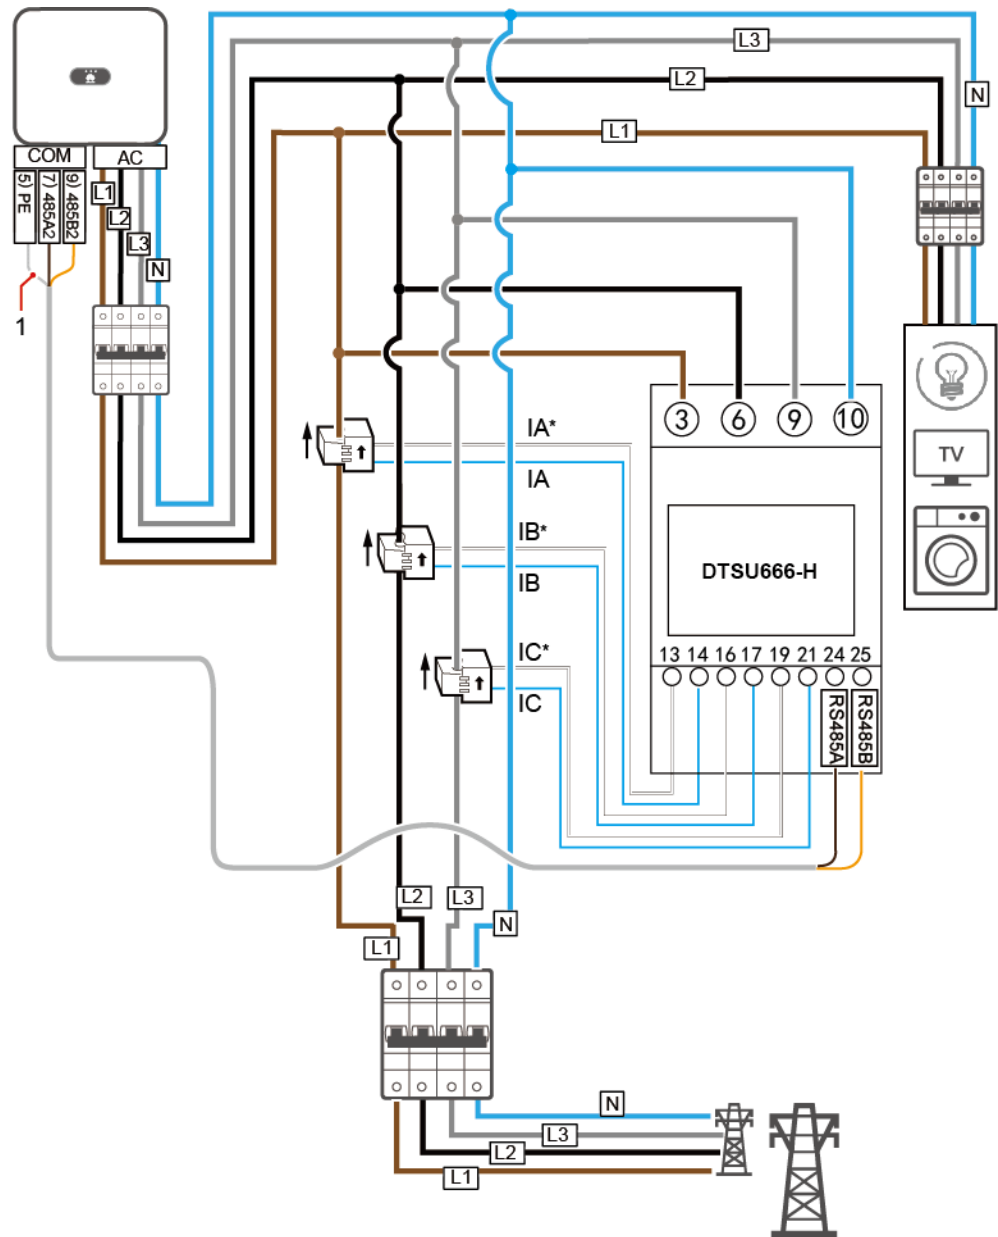 L3
L2
N
L1
COM
AC
5) PE
7) 485A2
9) 485B2
L1
L2
L3
N
1
3
6
9
10
IA*
IA
TV
IB*
IB
DTSU666-H
IC*
IC
13 14 16 17 19 21 24 25
RS485A
RS485B
L2
L3
N
L1
N
L3
L2
L1